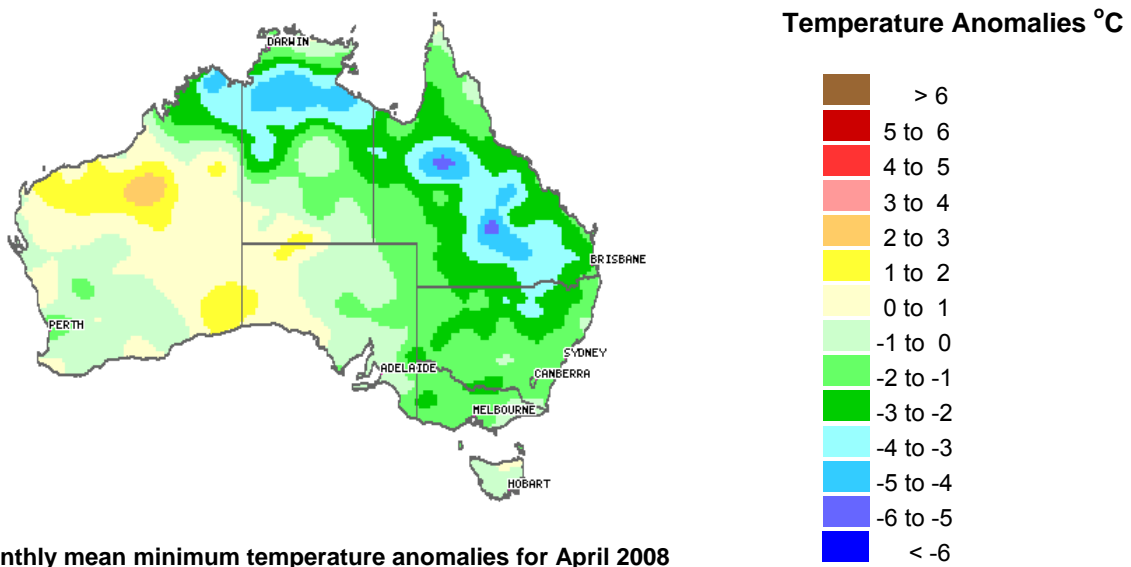 DARWIN
BRISBANE
PERTH
SYDNEY
ADELAIDE
CANBERRA
MELBOURNE
HOBART
nthly mean minimum temperature anomalies for April 2008
Temperature Anomalies °C
> 6
5 to 6
4 to 5
3 to 4
2 to 3
1 to 2
0 to 1
-1 to 0
-2 to -1
-3 to -2
-4 to -3
-5 to -4
-6 to -5
< -6